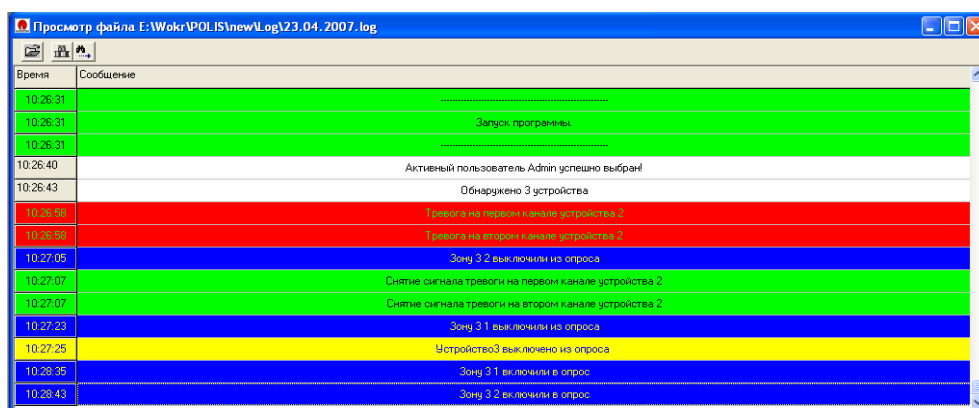 Просмотр файла E:\Wokr\POLIS\new\Log\23.04.2007.log
Время Сообщение
10:26:31 --------------------------------------------------------
10:26:31 Запуск программы.
10:26:31 --------------------------------------------------------
10:26:40 Активный пользователь Admin успешно выбран!
10:26:43 Обнаружено 3 устройства
10:26:58 Тревога на первом канале устройства 2
10:26:58 Тревога на втором канале устройства 2
10:27:05 Зону 3 2 выключили из опроса
10:27:07 Снятие сигнала тревоги на первом канале устройства 2
10:27:07 Снятие сигнала тревоги на втором канале устройства 2
10:27:23 Зону 3 1 выключили из опроса
10:27:25 Устройство3 выключено из опроса
10:28:35 Зону 3 1 включили в опрос
10:28:43 Зону 3 2 включили в опрос